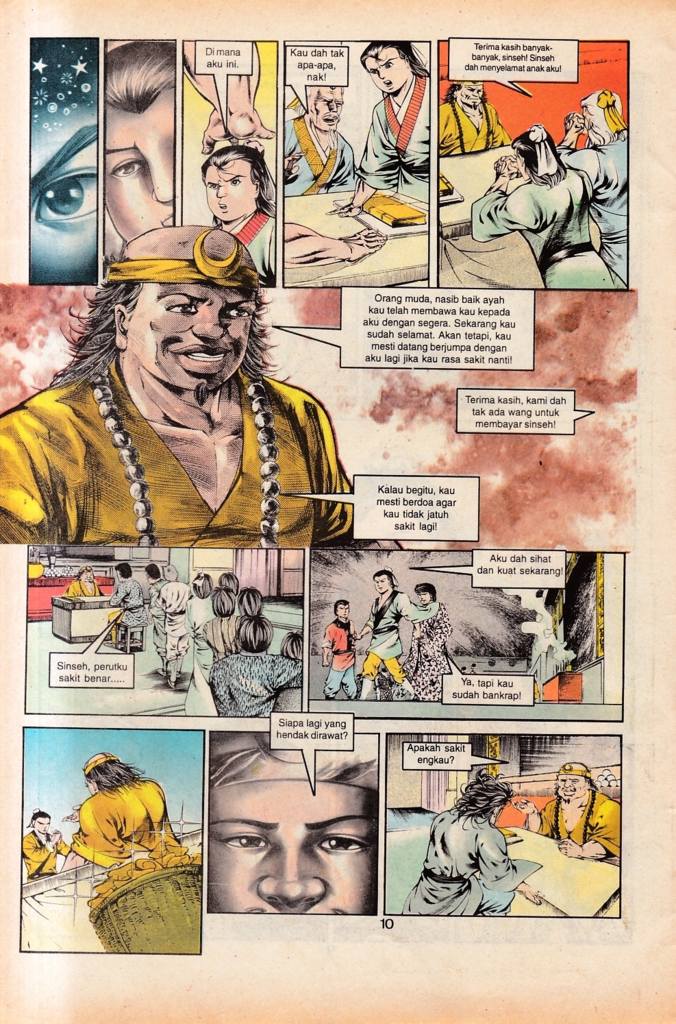 Di mana
aku ini.
Kau dah tak
apa-apa,
nak!
Terima kasih banyak-
banyak, sinseh! Sinseh
dah menyelamat anak aku!
Orang muda, nasib baik ayah
kau telah membawa kau kepada
aku dengan segera. Sekarang kau
sudah selamat. Akan tetapi, kau
mesti datang berjumpa dengan
aku lagi jika kau rasa sakit nanti!
Terima kasih, kami dah
tak ada wang untuk
membayar sinseh!
Kalau begitu, kau
mesti berdoa agar
kau tidak jatuh
sakit lagi!
Sinseh, perutku
sakit benar.....
Aku dah sihat
dan kuat sekarang!
Ya, tapi kau
sudah bankrap!
Siapa lagi yang
hendak dirawat?
Apakah sakit
engkau?
10